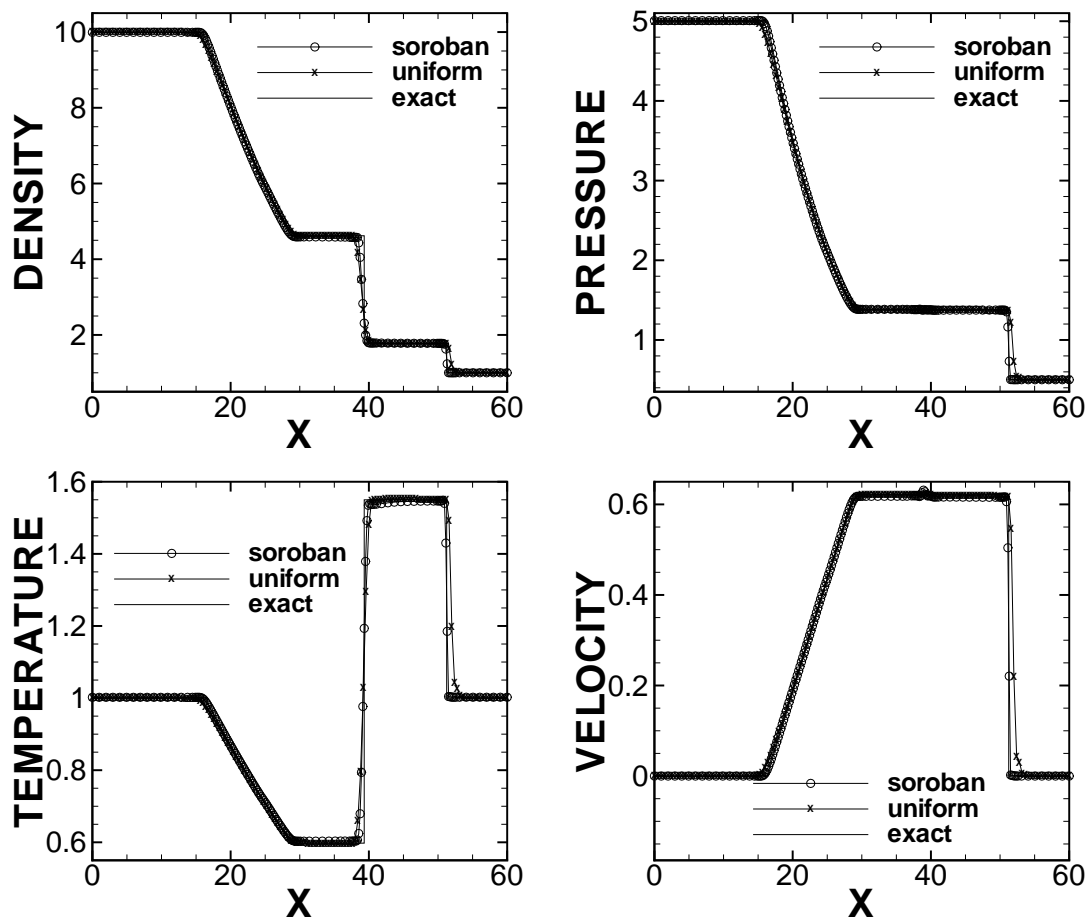 DENSITY
10
8
6
4
2
0
20
40
60
X
soroban
uniform
exact
PRESSURE
5
4
3
2
1
0
20
40
60
X
soroban
uniform
exact
TEMPERATURE
1.6
1.4
1.2
1
0.8
0.6
0
20
40
60
X
soroban
uniform
exact
VELOCITY
0.6
0.4
0.2
0
0
20
40
60
X
soroban
uniform
exact